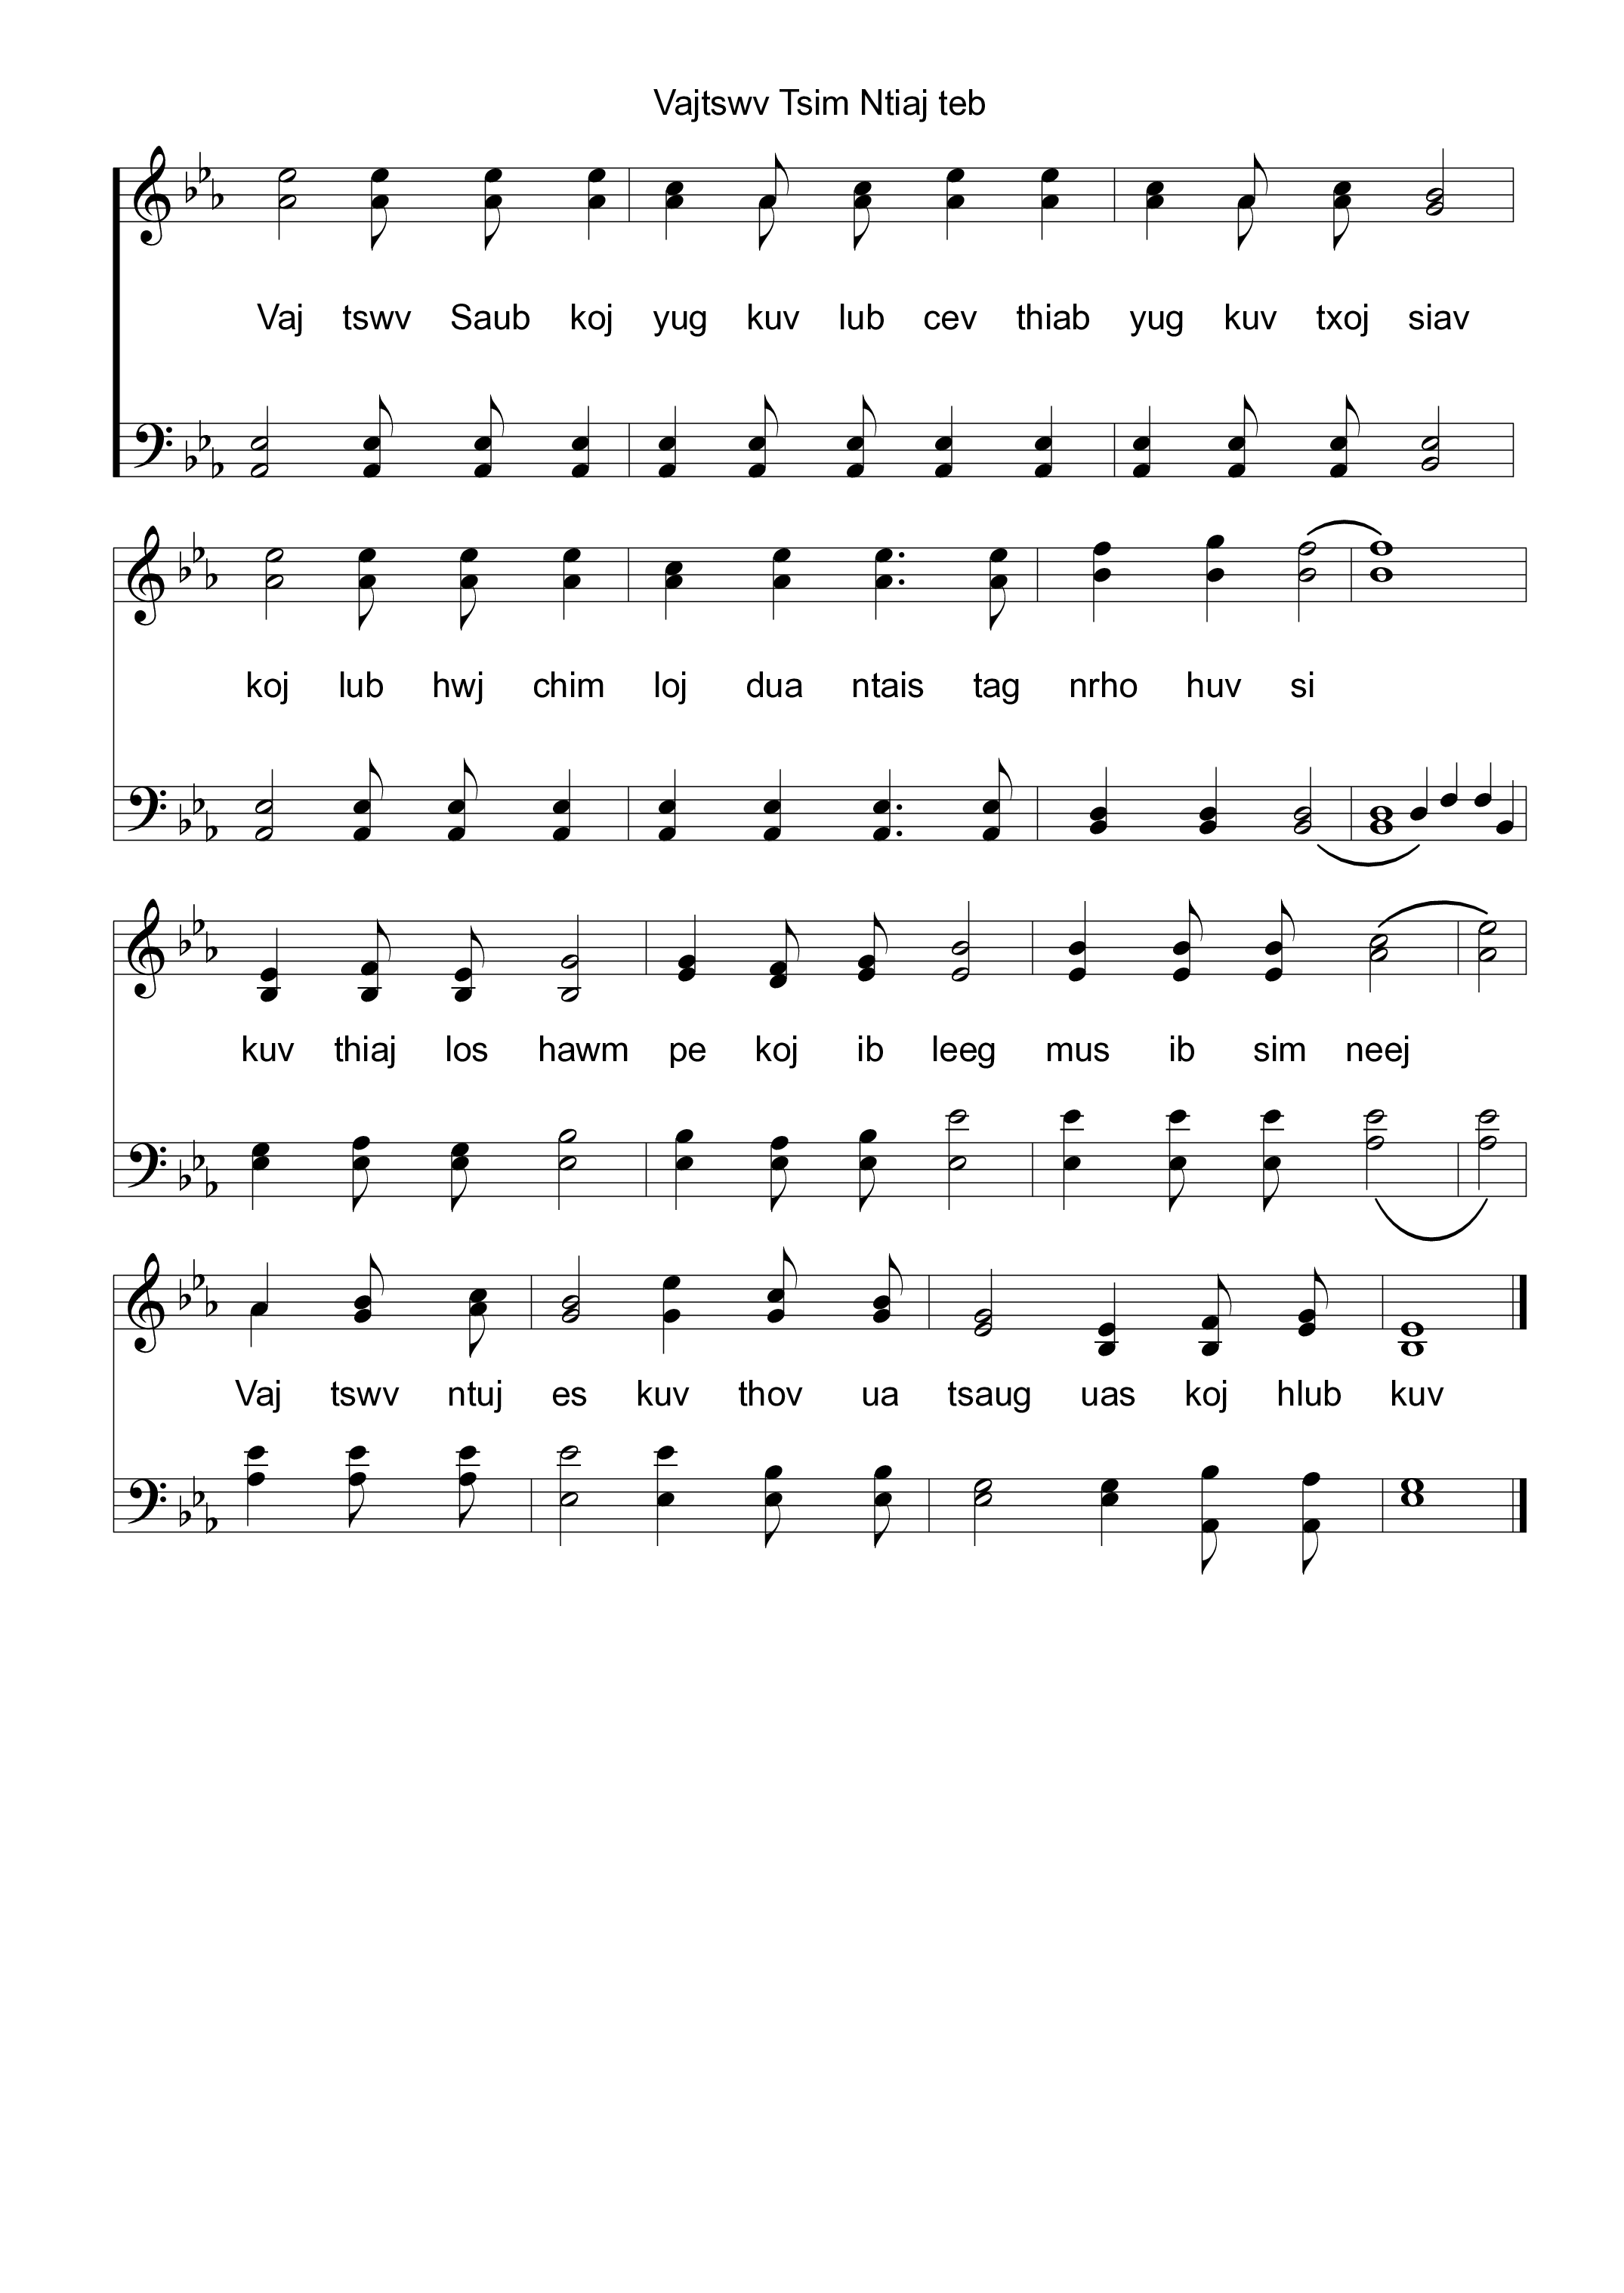 Vajtswv Tsim Ntiaj teb
Vaj tswv Saub koj yug kuv lub cev thiab yug kuv txoj siav
koj lub hwj chim loj dua ntais tag nrho huv si
kuv thiaj los hawm pe koj ib leeg mus ib sim neej
Vaj tswv ntuj es kuv thov ua tsaug uas koj hlub kuv